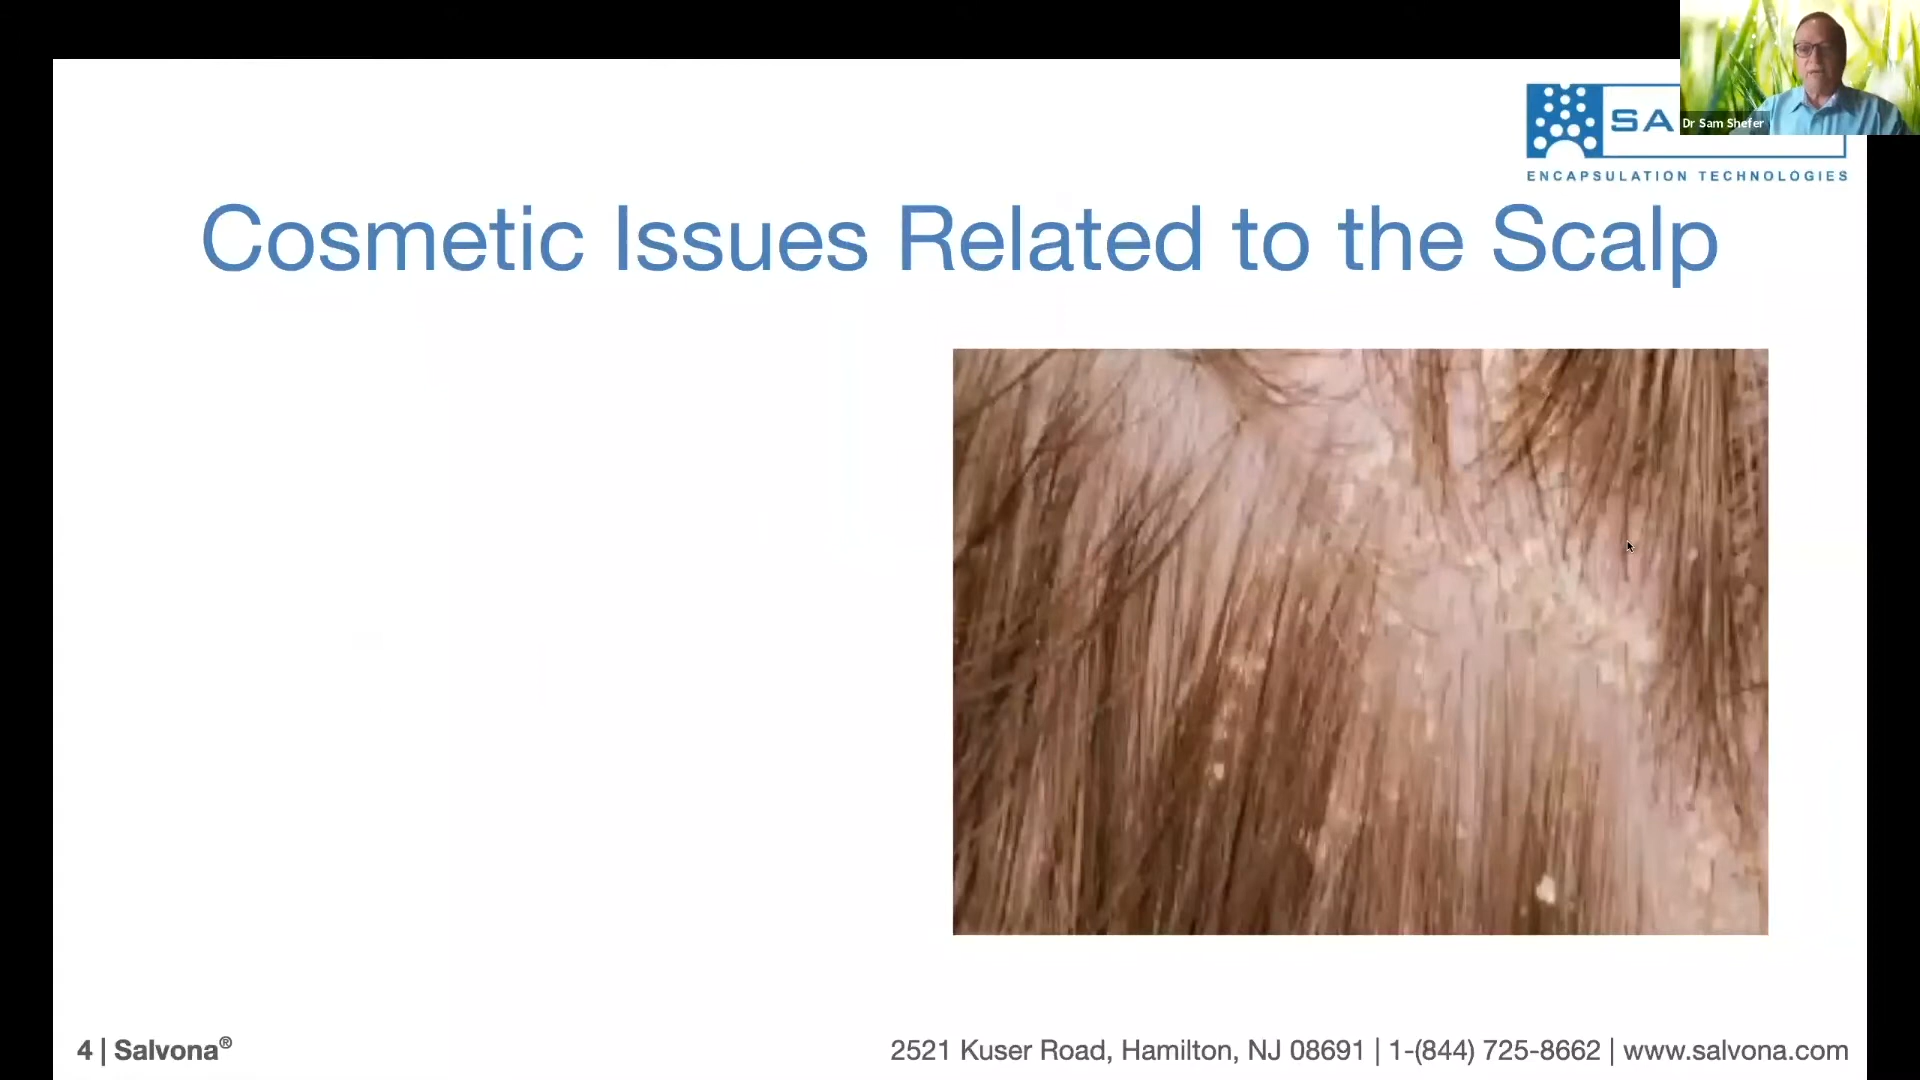 SA
Dr Sam Shefer
ENCAPSULATION TECHNOLOGIES
Cosmetic Issues Related to the Scalp
4 | Salvona®
2521 Kuser Road, Hamilton, NJ 08691 | 1-(844) 725-8662 | www.salvona.com